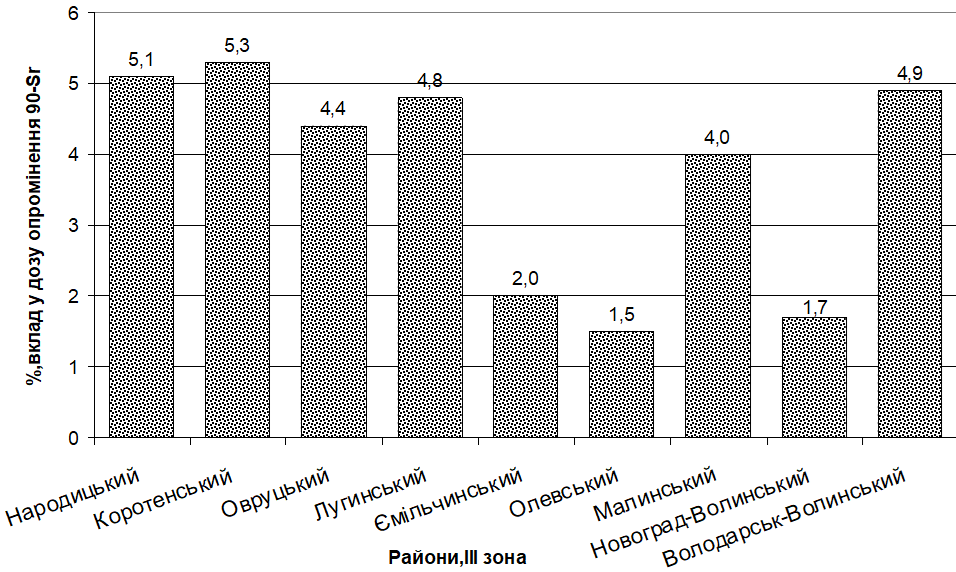 %,вклад у дозу опромінення 90-Sr
6
5
4
3
2
1
0
5,1
5,3
4,4
4,8
2,0
1,5
4,0
1,7
4,9
Народицький
Коротенський
Овруцький
Лугинський
Ємільчинський
Олевський
Малинський
Новоград-Волинський
Володарськ-Волинський
Райони,III зона